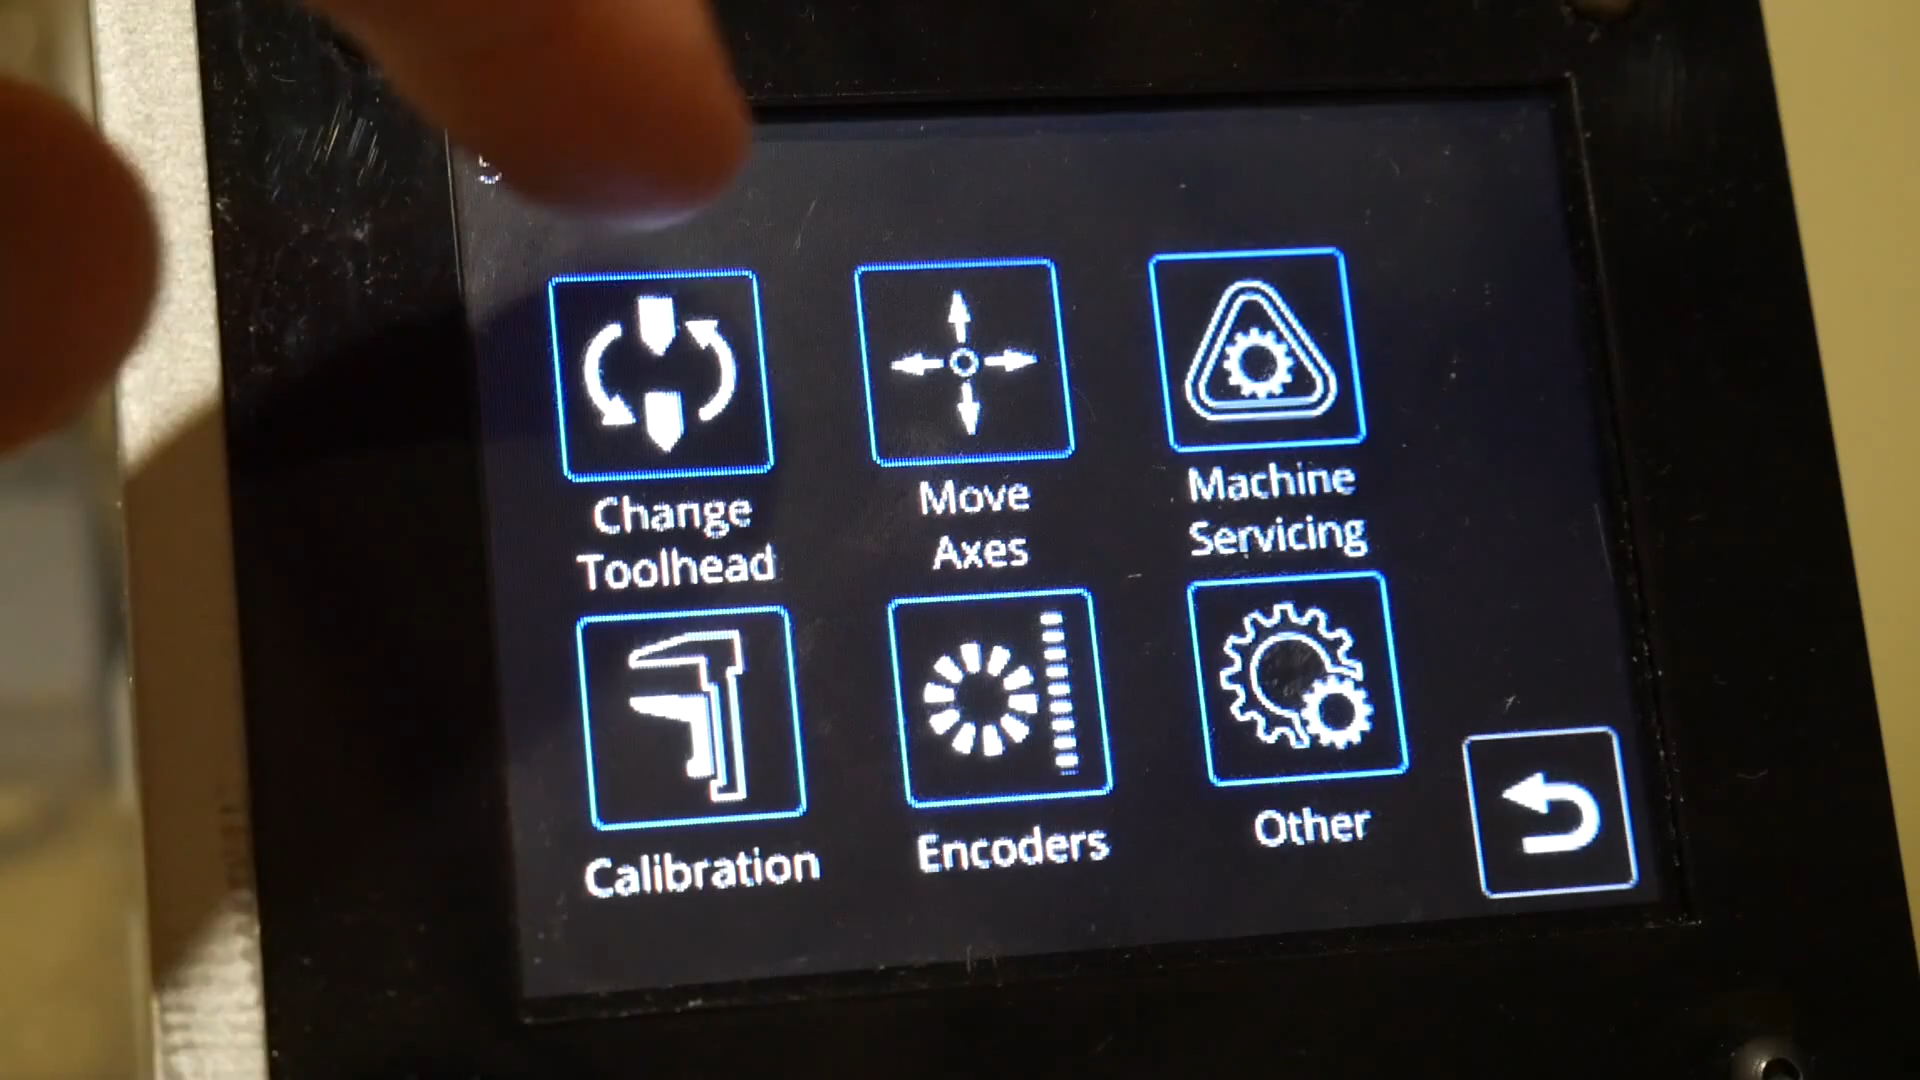 Change
Toolhead
Move
Axes
Machine
Servicing
Calibration
Encoders
Other